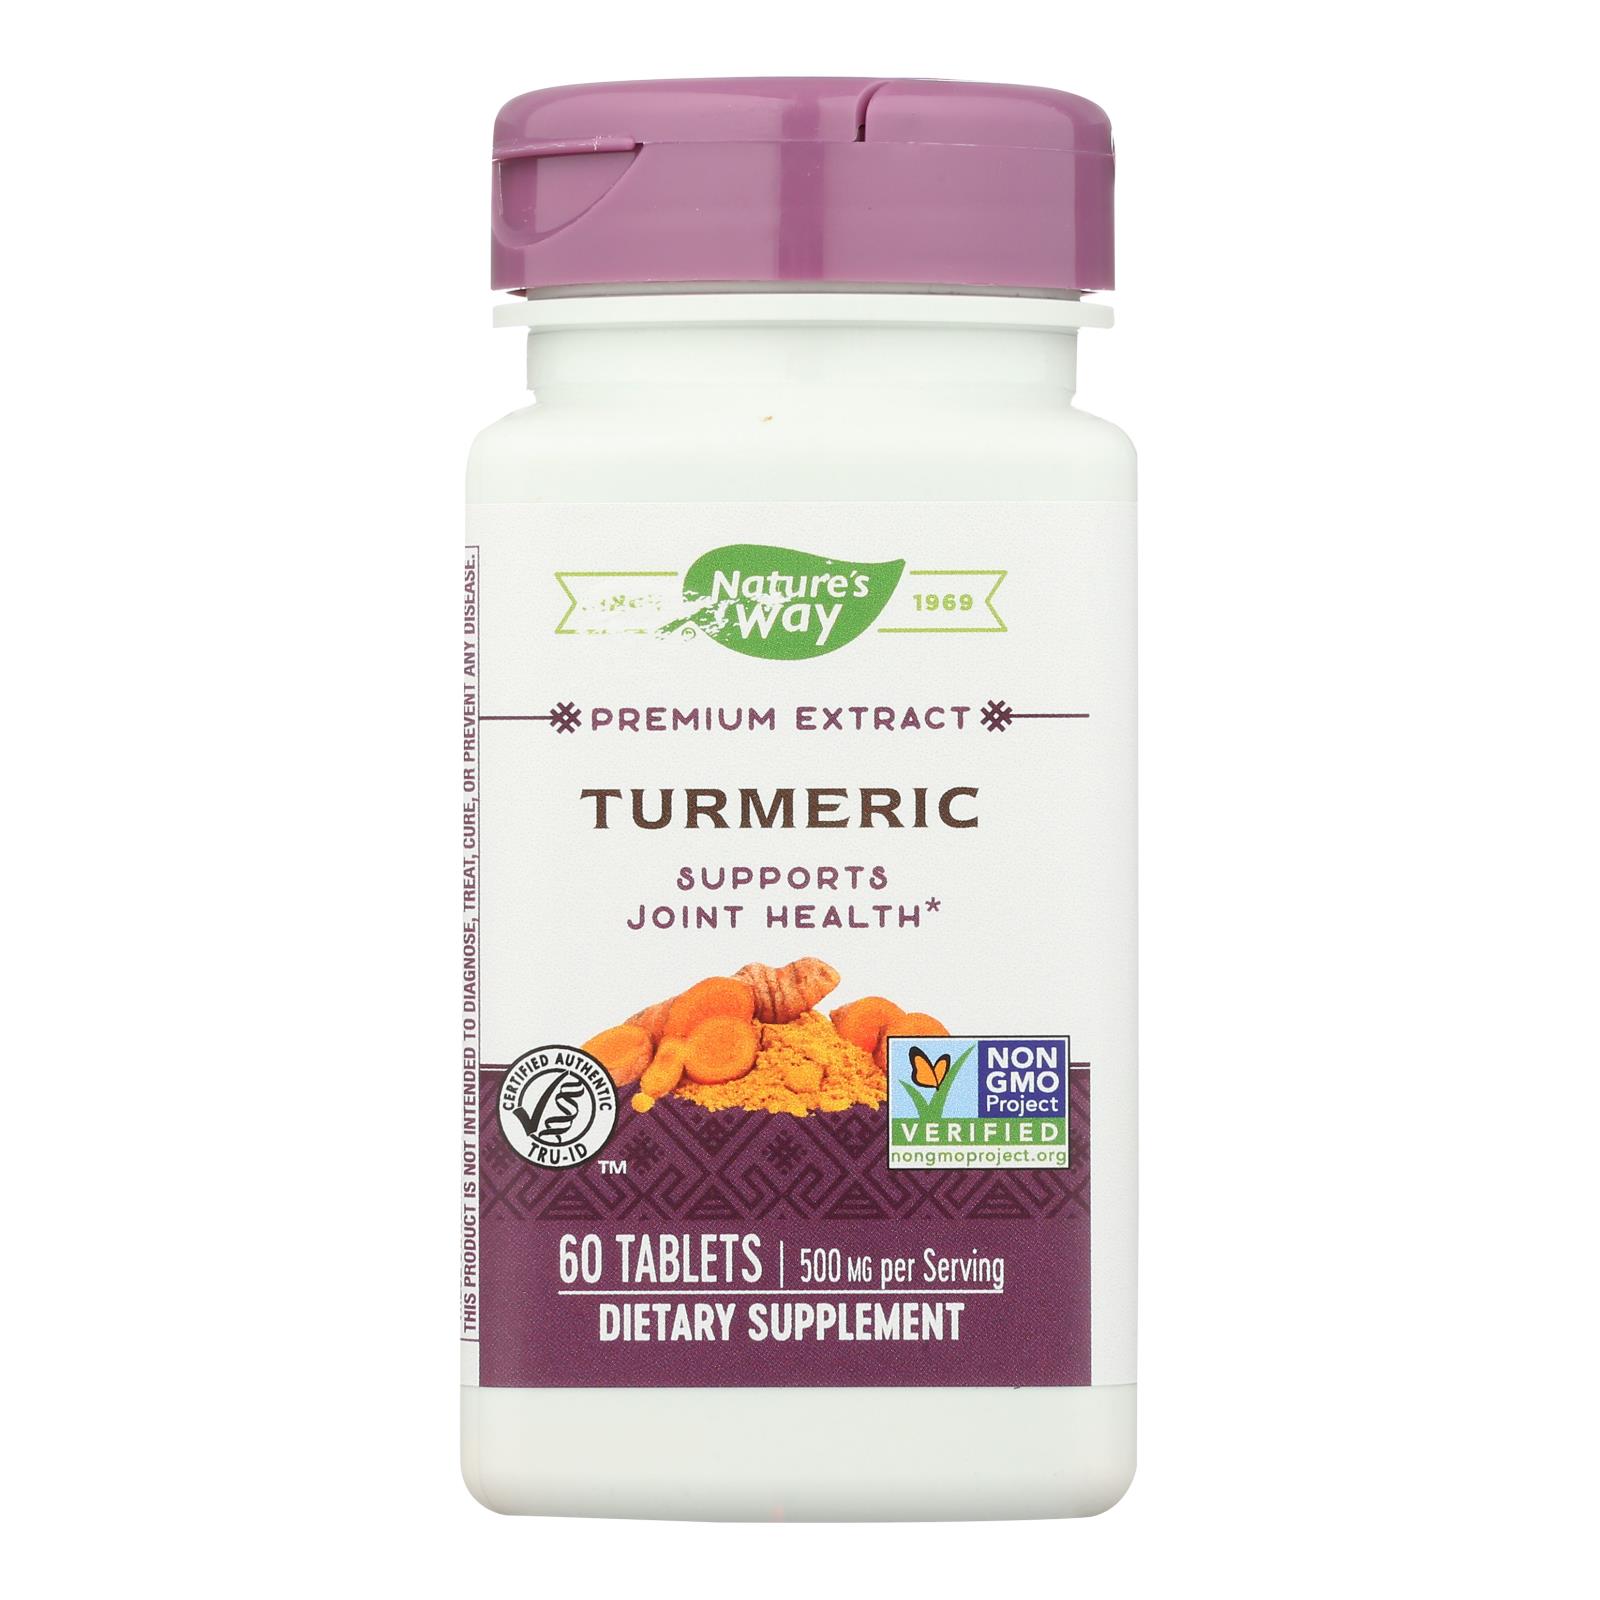 Nature's
Way
®
1969
PREMIUM EXTRACT
TURMERIC
SUPPORTS
JOINT HEALTH*
CERTIFIED AUTHENTIC
TRU-ID
TM
NON
GMO
Project
VERIFIED
nongmoproject.org
60 TABLETS | 500 MG per Serving
DIETARY SUPPLEMENT
THIS PRODUCT IS NOT INTENDED TO DIAGNOSE, TREAT, CURE, OR PREVENT ANY DISEASE.